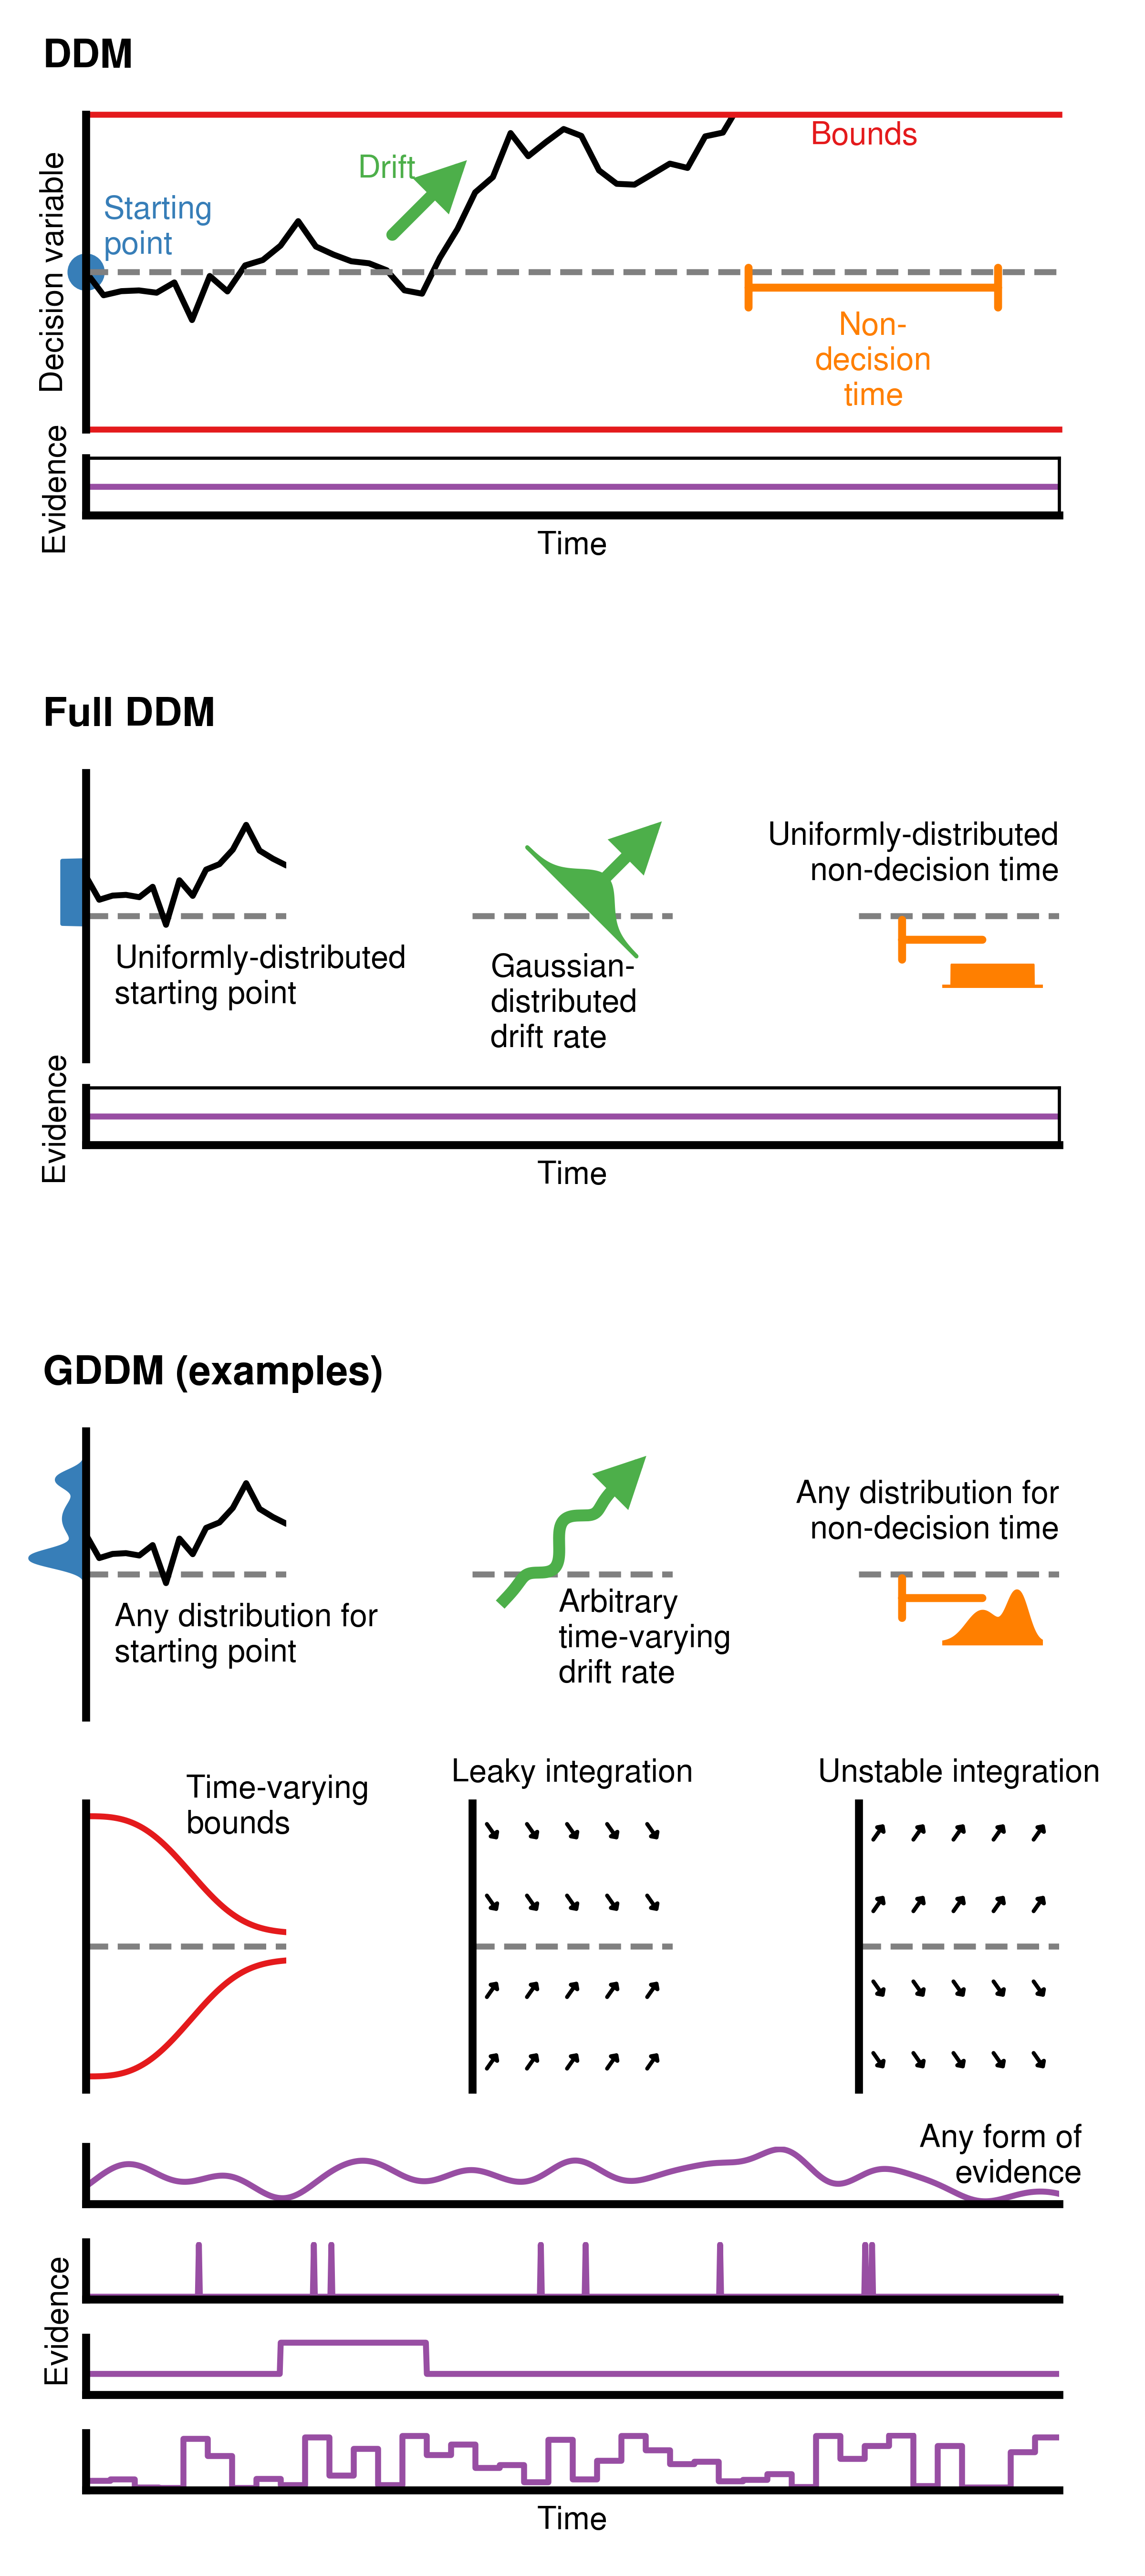 DDM
Bounds
Drift
Starting
point
Decision variable
Non-
decision
time
Evidence
Time
Full DDM
Uniformly-distributed
non-decision time
Uniformly-distributed
starting point
Gaussian-
distributed
drift rate
Evidence
Time
GDDM (examples)
Any distribution for
non-decision time
Any distribution for
starting point
Arbitrary
time-varying
drift rate
Time-varying
bounds
Leaky integration
Unstable integration
Any form of
evidence
Evidence
Time